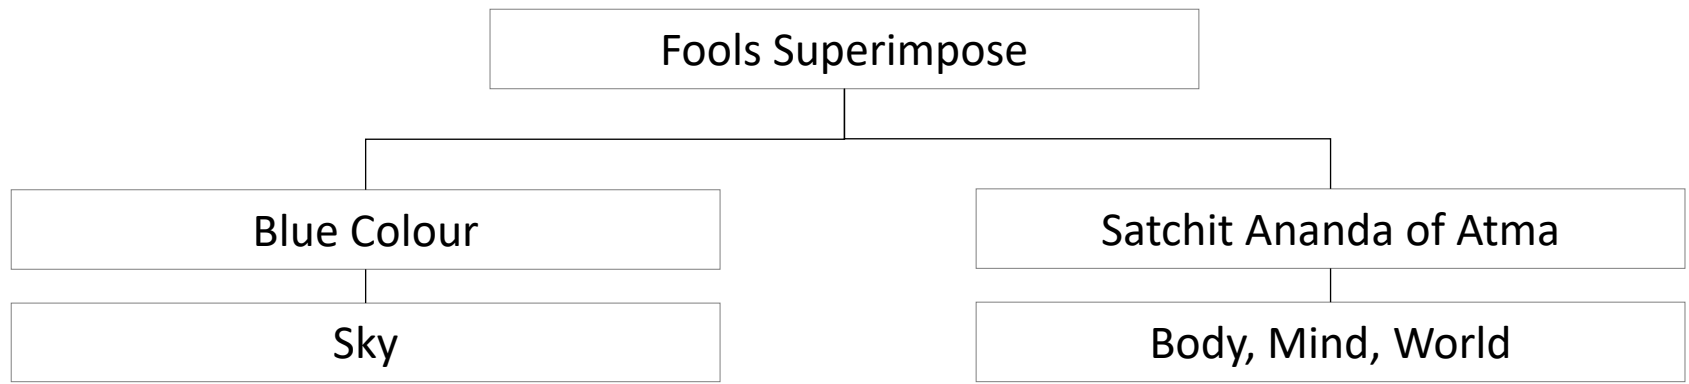 Fools Superimpose
Blue Colour
Satchit Ananda of Atma
Sky
Body, Mind, World